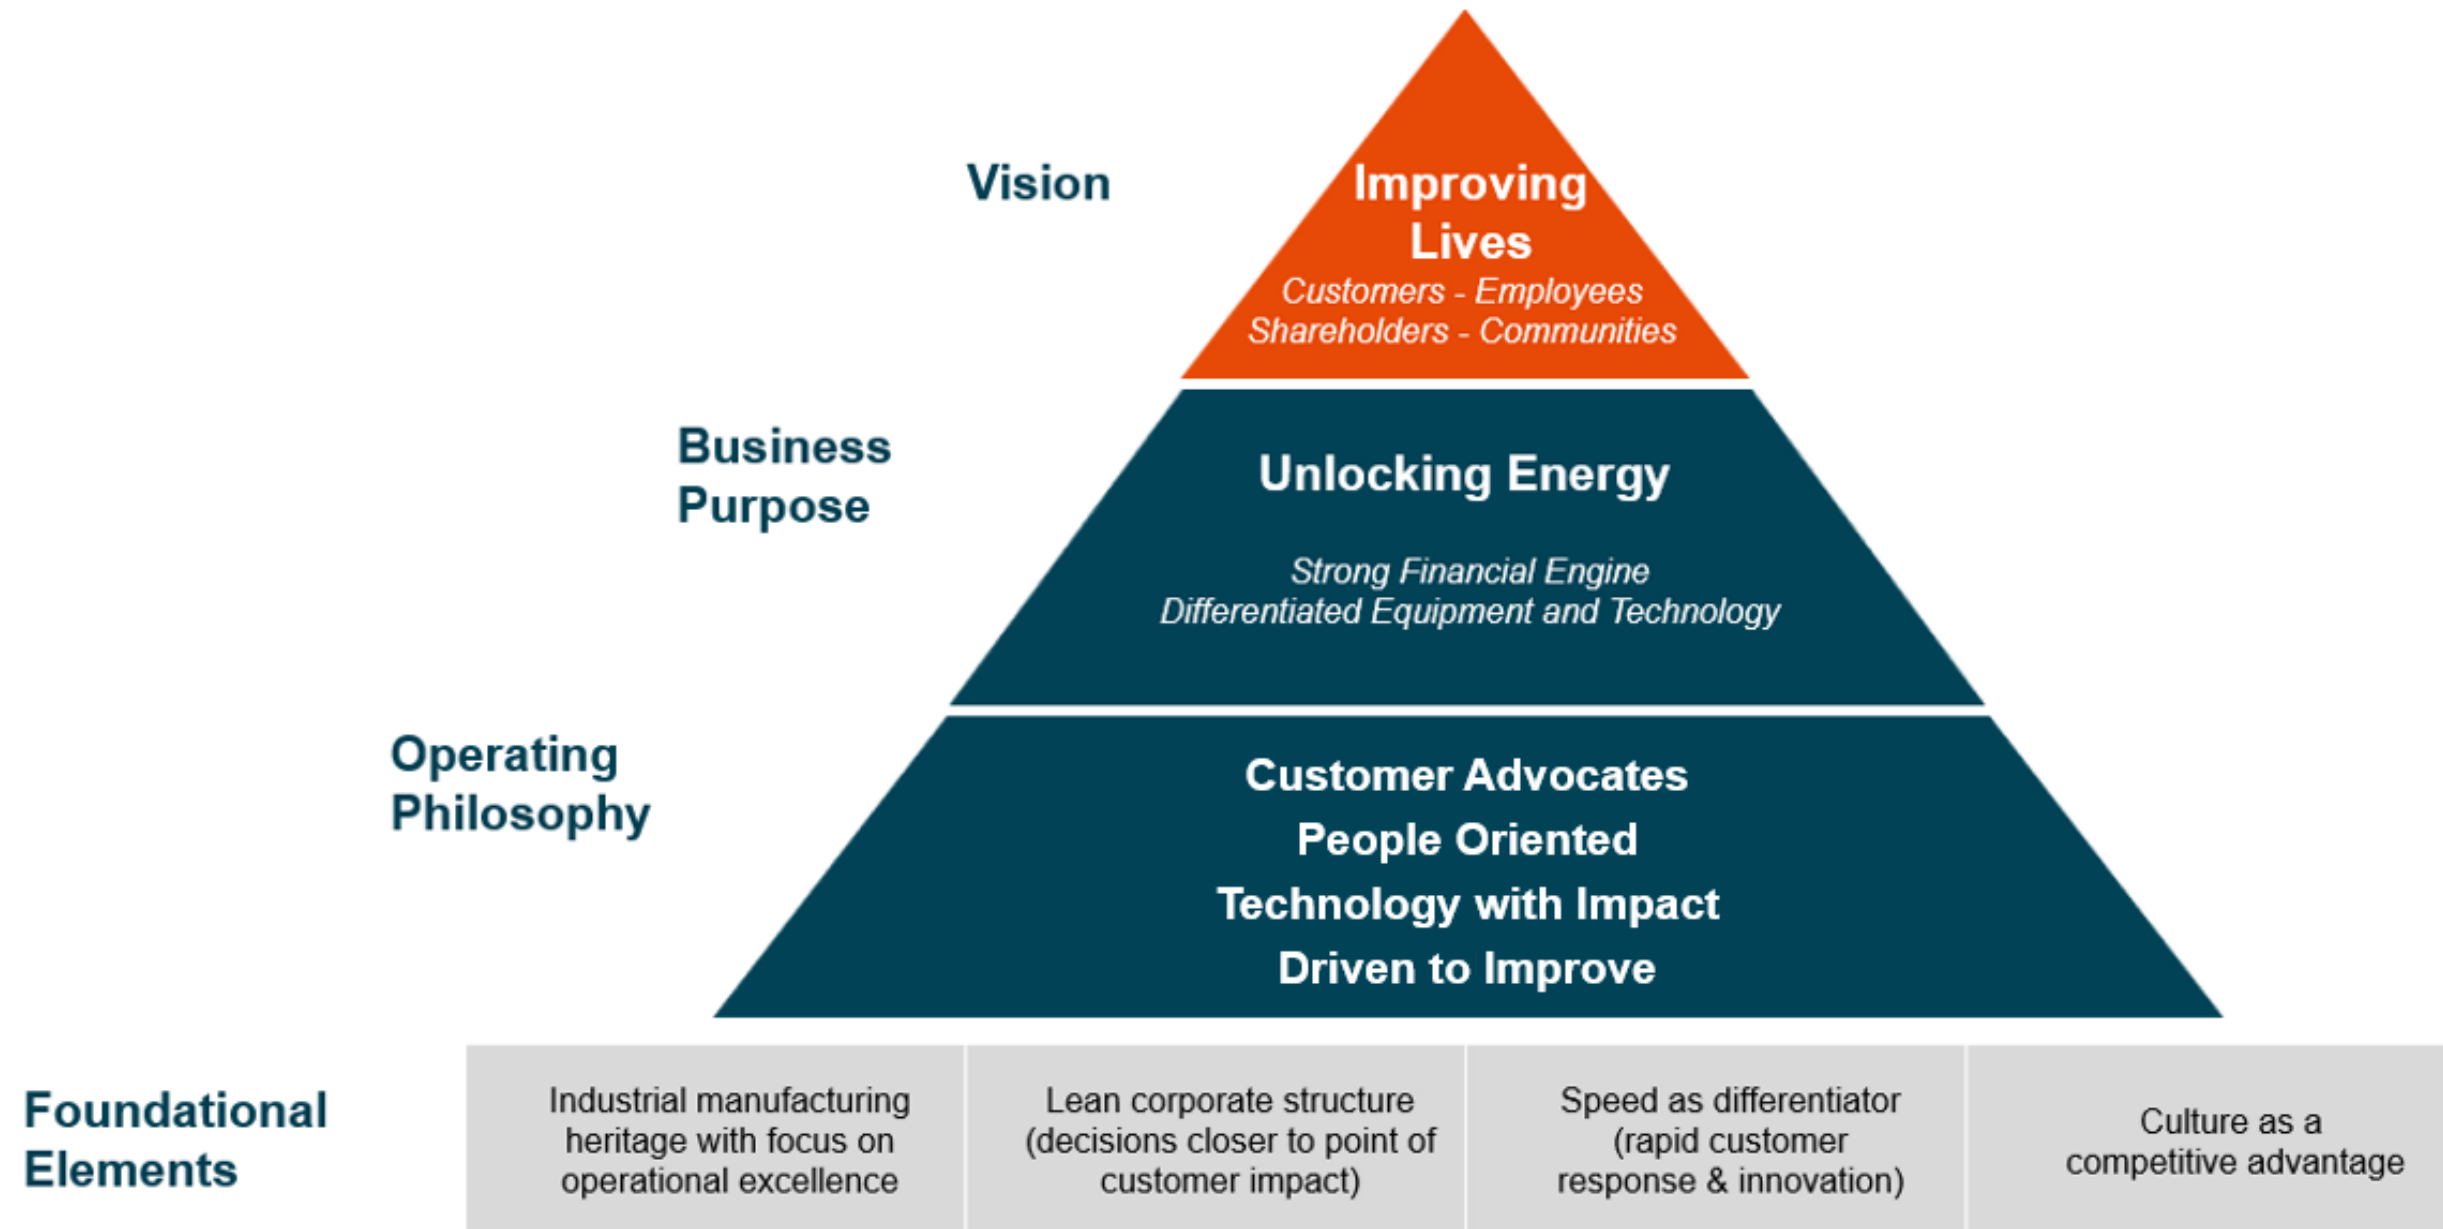 Vision
Improving
Lives
Customers - Employees
Shareholders - Communities
Business
Purpose
Unlocking Energy
Strong Financial Engine
Differentiated Equipment and Technology
Operating
Philosophy
Customer Advocates
People Oriented
Technology with Impact
Driven to Improve
Foundational
Elements
Industrial manufacturing
heritage with focus on
operational excellence
Lean corporate structure
(decisions closer to point of
customer impact)
Speed as differentiator
(rapid customer
response & innovation)
Culture as a
competitive advantage